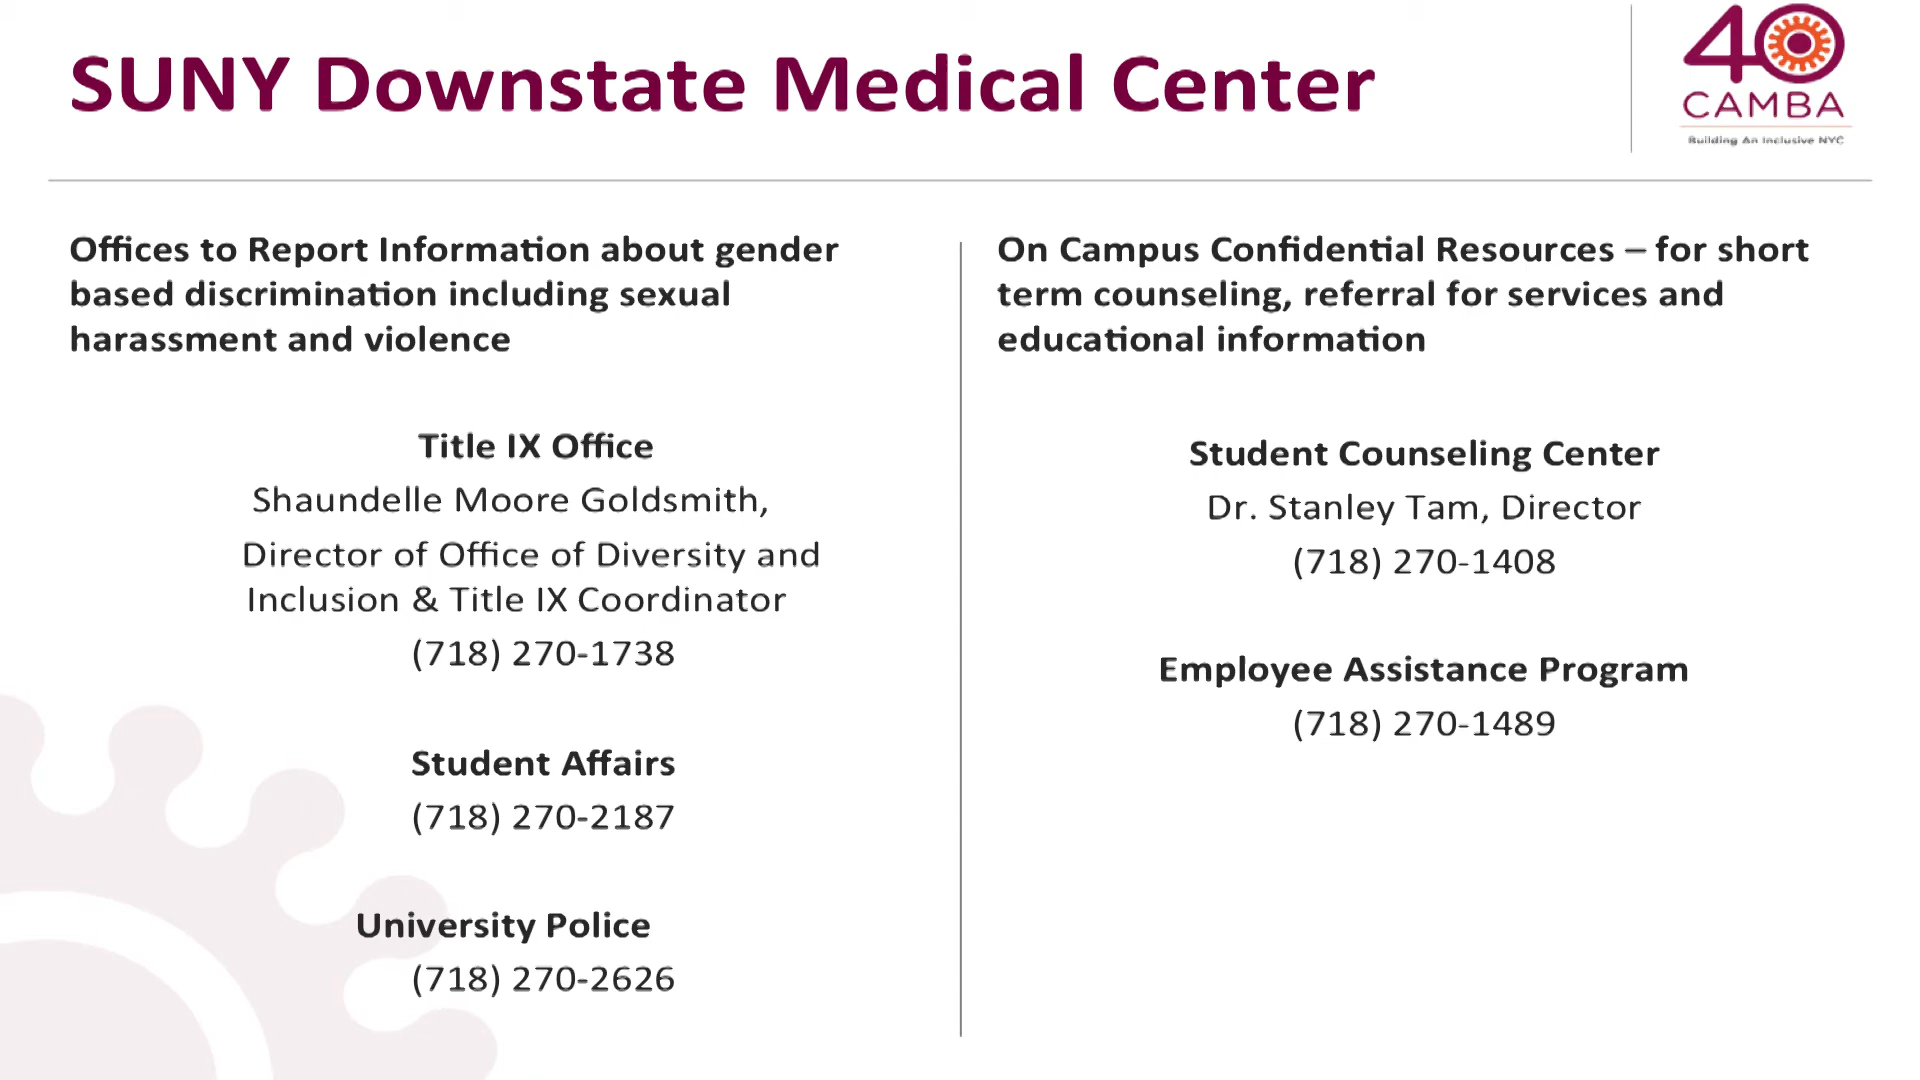 SUNY Downstate Medical Center
40
CAMBA
Building An Inclusive NYC
Offices to Report Information about gender
based discrimination including sexual
harassment and violence
Title IX Office
Shaundelle Moore Goldsmith,
Director of Office of Diversity and
Inclusion & Title IX Coordinator
(718) 270-1738
Student Affairs
(718) 270-2187
University Police
(718) 270-2626
On Campus Confidential Resources – for short
term counseling, referral for services and
educational information
Student Counseling Center
Dr. Stanley Tam, Director
(718) 270-1408
Employee Assistance Program
(718) 270-1489